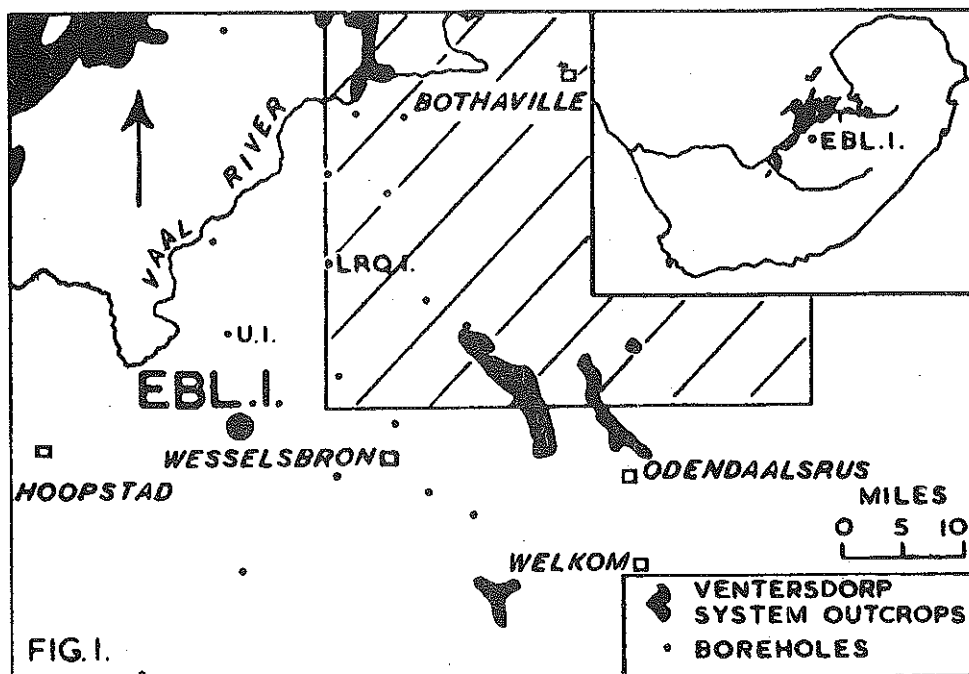 BOTHAVILLE
EBL.I.
VAAL RIVER
LRQ.I.
U.I.
EBL.I.
HOOPSTAD
WESSELSBRON
ODENDAALSRUS
MILES
0 5 10
WELKOM
VENTERSDORP
SYSTEM OUTCROPS
BOREHOLES
FIG.I.